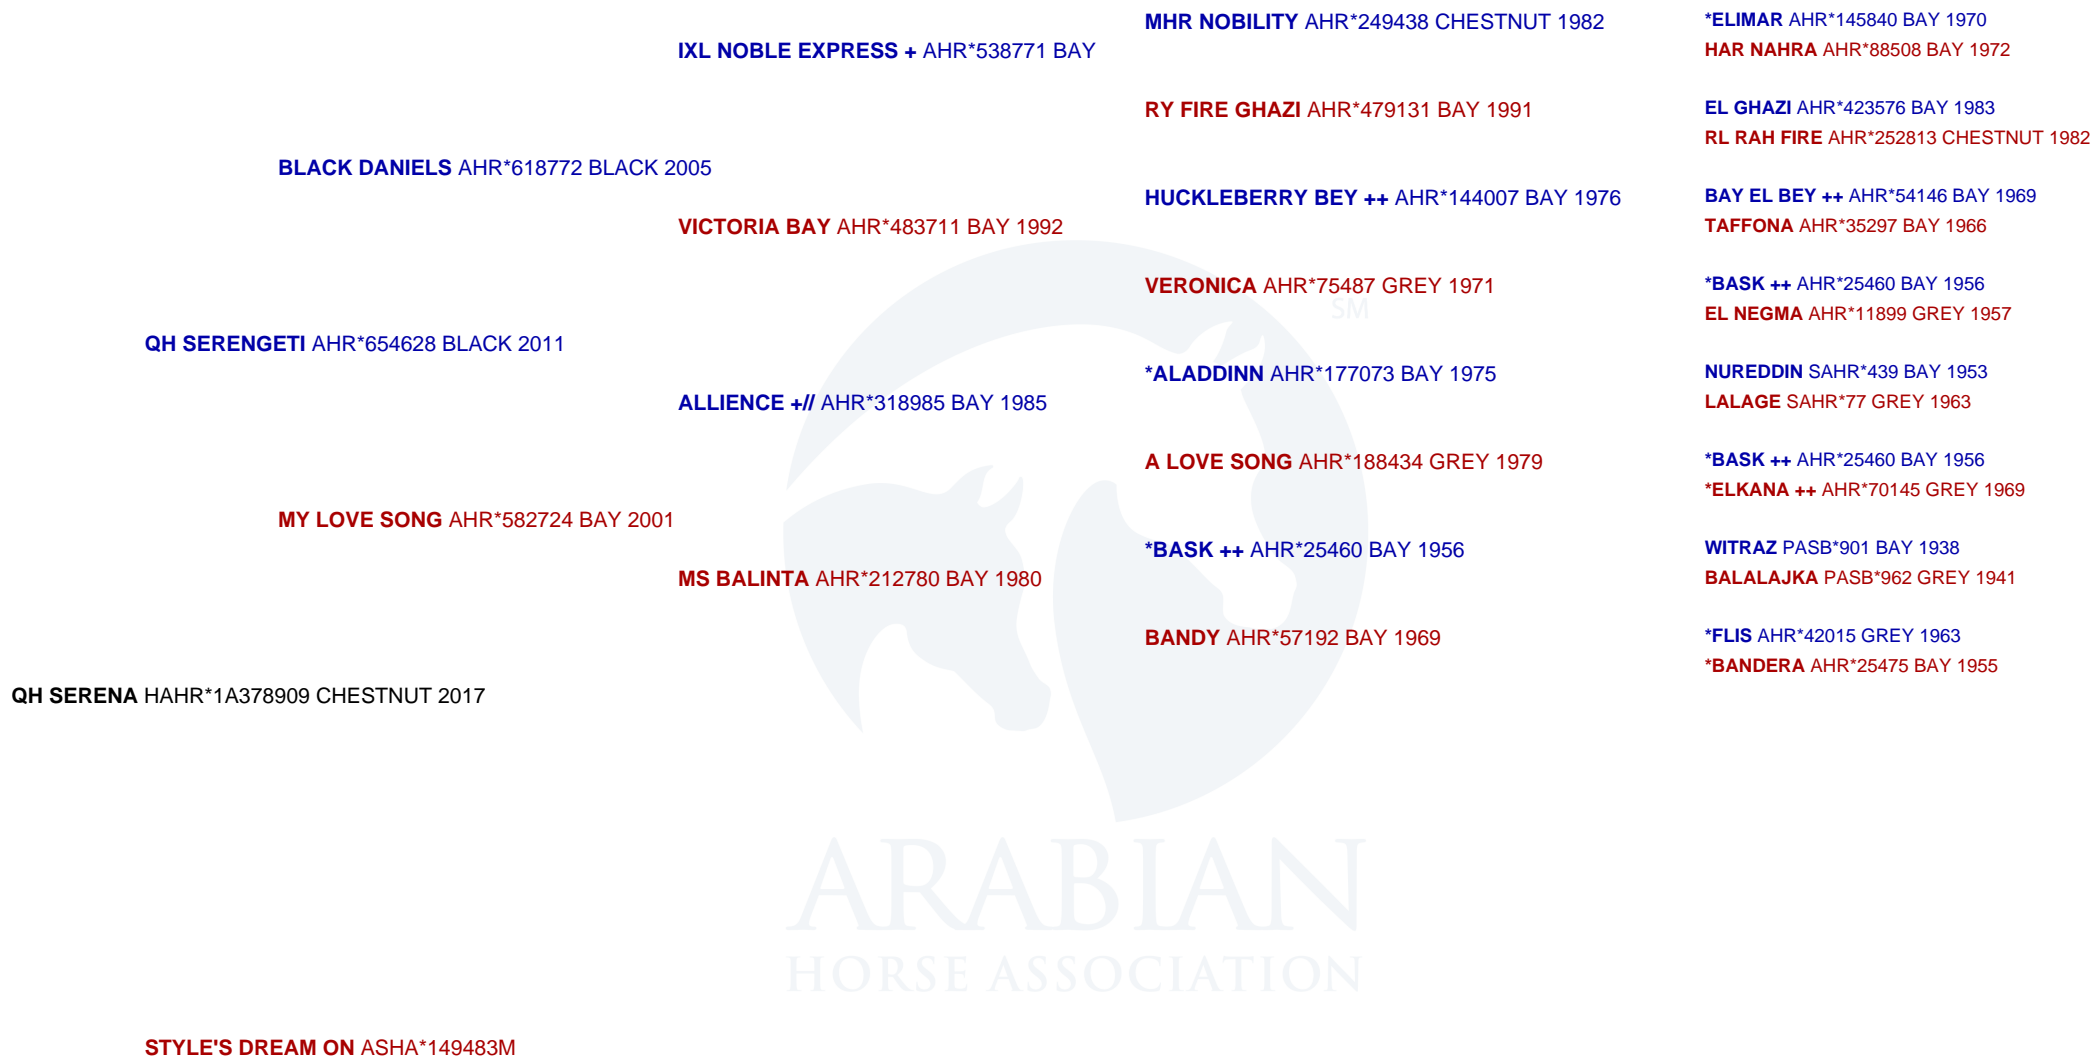 MHR NOBILITY AHR*249438 CHESTNUT 1982
*ELIMAR AHR*145840 BAY 1970
IXL NOBLE EXPRESS + AHR*538771 BAY
HAR NAHRA AHR*88508 BAY 1972
RY FIRE GHAZI AHR*479131 BAY 1991
EL GHAZI AHR*423576 BAY 1983
RL RAH FIRE AHR*252813 CHESTNUT 1982
BLACK DANIELS AHR*618772 BLACK 2005
HUCKLEBERRY BEY ++ AHR*144007 BAY 1976
BAY EL BEY ++ AHR*54146 BAY 1969
VICTORIA BAY AHR*483711 BAY 1992
TAFFONA AHR*35297 BAY 1966
VERONICA AHR*75487 GREY 1971
*BASK ++ AHR*25460 BAY 1956
SM
EL NEGMA AHR*11899 GREY 1957
QH SERENGETI AHR*654628 BLACK 2011
*ALADDINN AHR*177073 BAY 1975
NUREDDIN SAHR*439 BAY 1953
ALLIENCE +// AHR*318985 BAY 1985
LALAGE SAHR*77 GREY 1963
A LOVE SONG AHR*188434 GREY 1979
*BASK ++ AHR*25460 BAY 1956
*ELKANA ++ AHR*70145 GREY 1969
MY LOVE SONG AHR*582724 BAY 2001
*BASK ++ AHR*25460 BAY 1956
WITRAZ PASB*901 BAY 1938
MS BALINTA AHR*212780 BAY 1980
BALALAJKA PASB*962 GREY 1941
BANDY AHR*57192 BAY 1969
*FLIS AHR*42015 GREY 1963
*BANDERA AHR*25475 BAY 1955
QH SERENA HAHR*1A378909 CHESTNUT 2017
ARABIAN
HORSE ASSOCIATION
STYLE'S DREAM ON ASHA*149483M